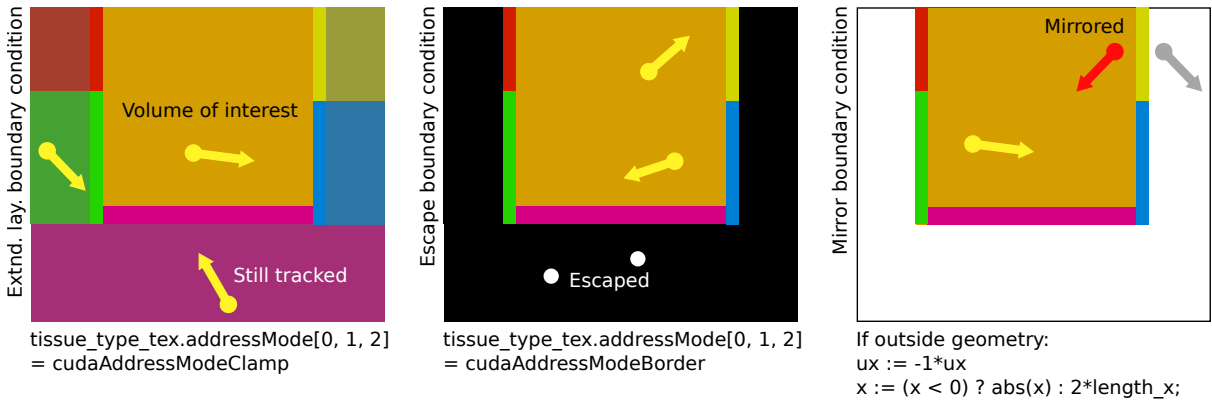 Extnd. lay. boundary condition
Volume of interest
Still tracked
tissue_type_tex.addressMode[0, 1, 2]
= cudaAddressModeClamp
Escape boundary condition
Escaped
tissue_type_tex.addressMode[0, 1, 2]
= cudaAddressModeBorder
Mirror boundary condition
Mirrored
If outside geometry:
ux := -1*ux
x := (x < 0) ? abs(x) : 2*length_x;